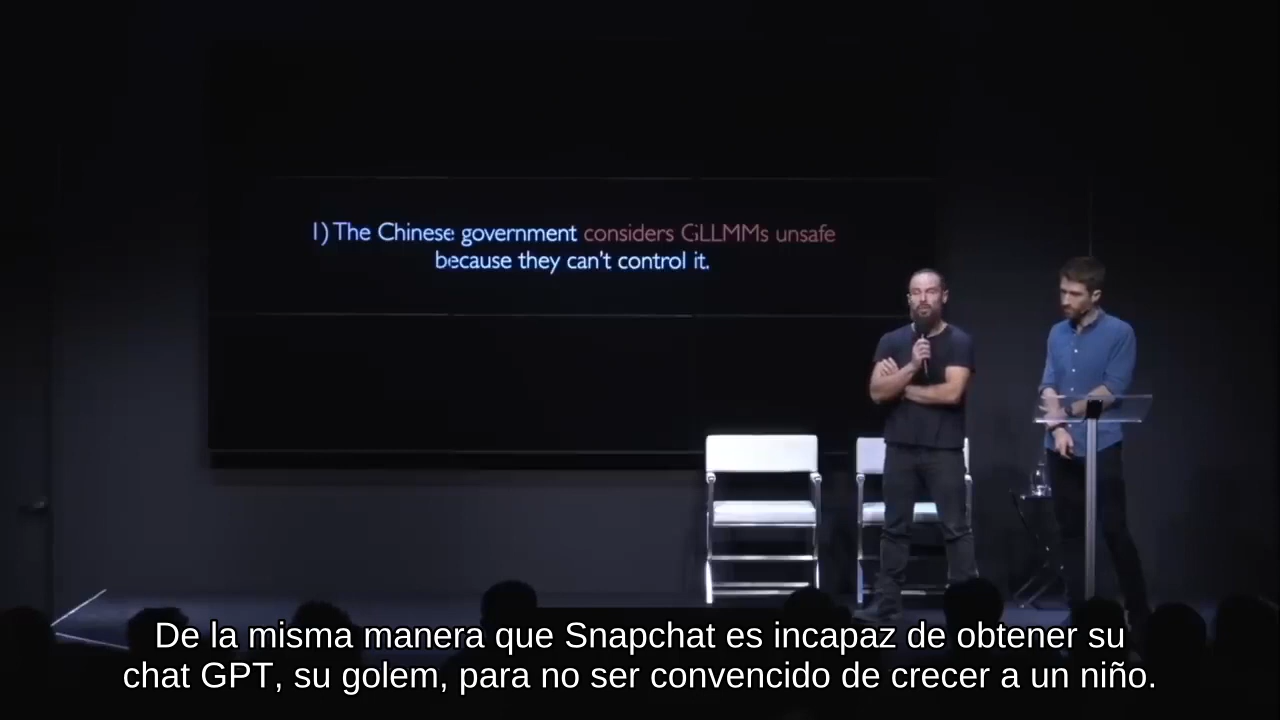 1) The Chinese government considers GLLMMs unsafe
because they can't control it.
De la misma manera que Snapchat es incapaz de obtener su
chat GPT, su golem, para no ser convencido de crecer a un niño.